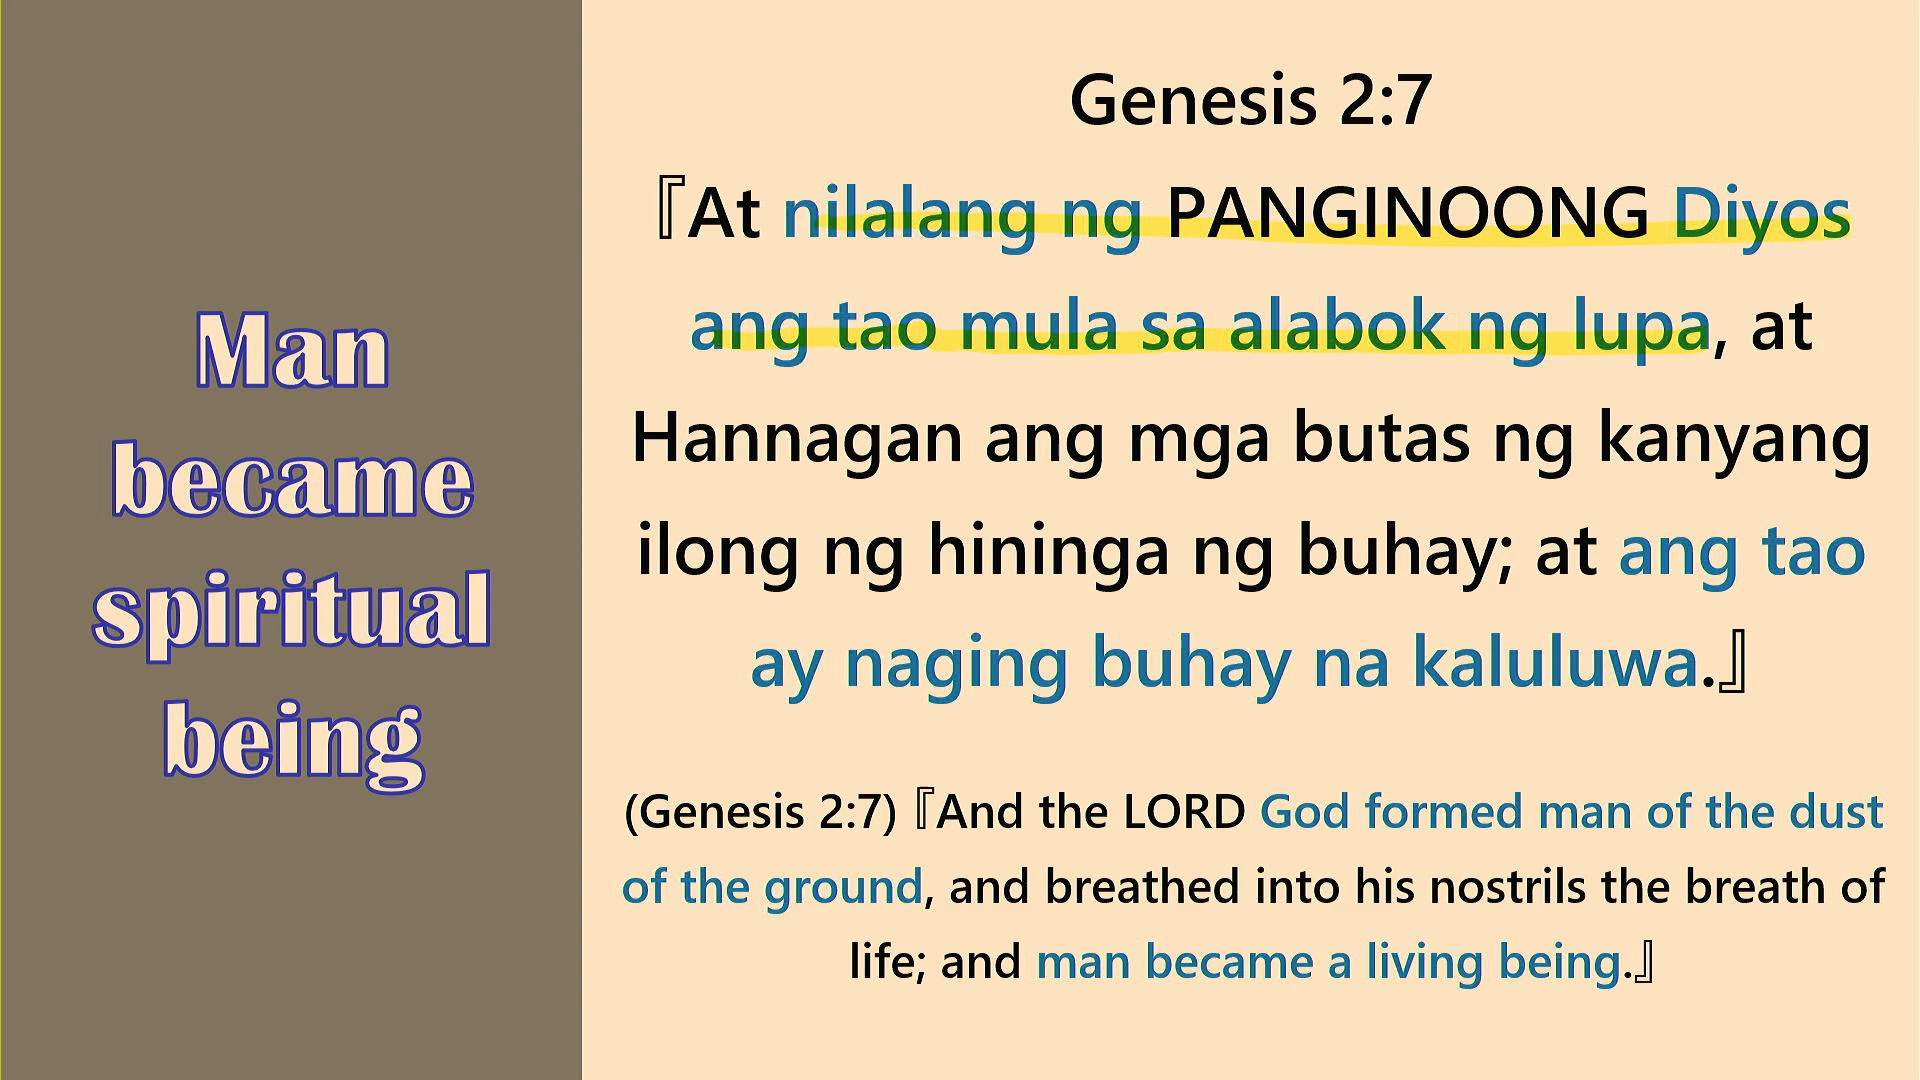 Man
became
spiritual
being
Genesis 2:7
『At nilalang ng PANGINOONG Diyos
ang tao mula sa alabok ng lupa, at
Hannagan ang mga butas ng kanyang
ilong ng hininga ng buhay; at ang tao
ay naging buhay na kaluluwa.』
(Genesis 2:7)『And the LORD God formed man of the dust
of the ground, and breathed into his nostrils the breath of
life; and man became a living being.』